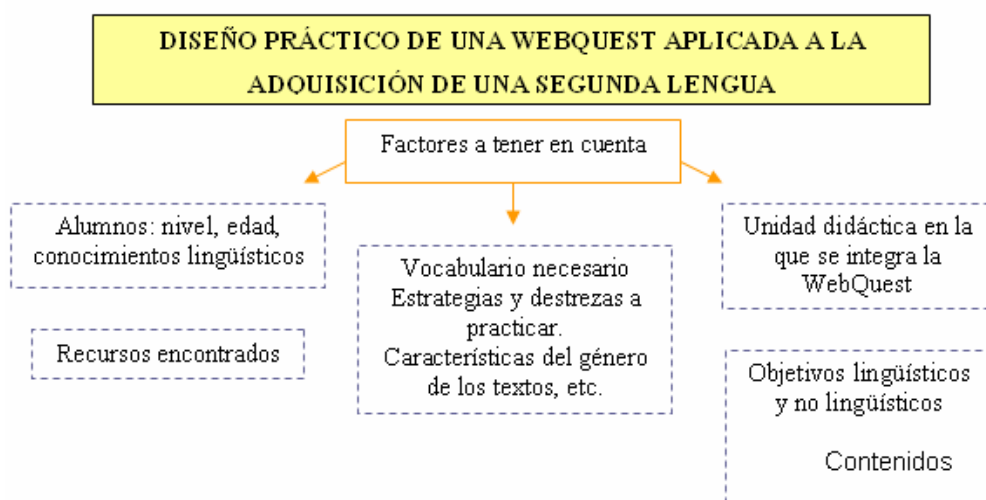 DISEÑO PRÁCTICO DE UNA WEBQUEST APLICADA A LA
ADQUISICIÓN DE UNA SEGUNDA LENGUA
Factores a tener en cuenta
Alumnos: nivel, edad,
conocimientos lingüísticos
Recursos encontrados
Vocabulario necesario
Estrategias y destrezas a
practicar.
Características del género
de los textos, etc.
Unidad didáctica en la
que se integra la
WebQuest
Objetivos lingüísticos
y no lingüísticos
Contenidos